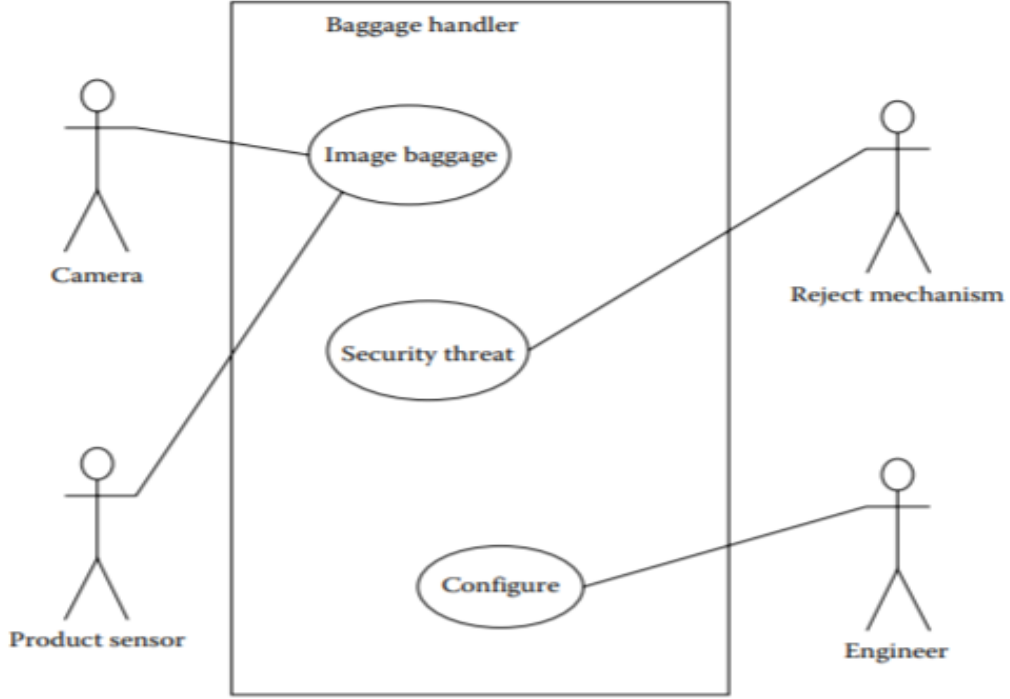 Baggage handler
Image baggage
Camera
Reject mechanism
Security threat
Configure
Product sensor
Engineer